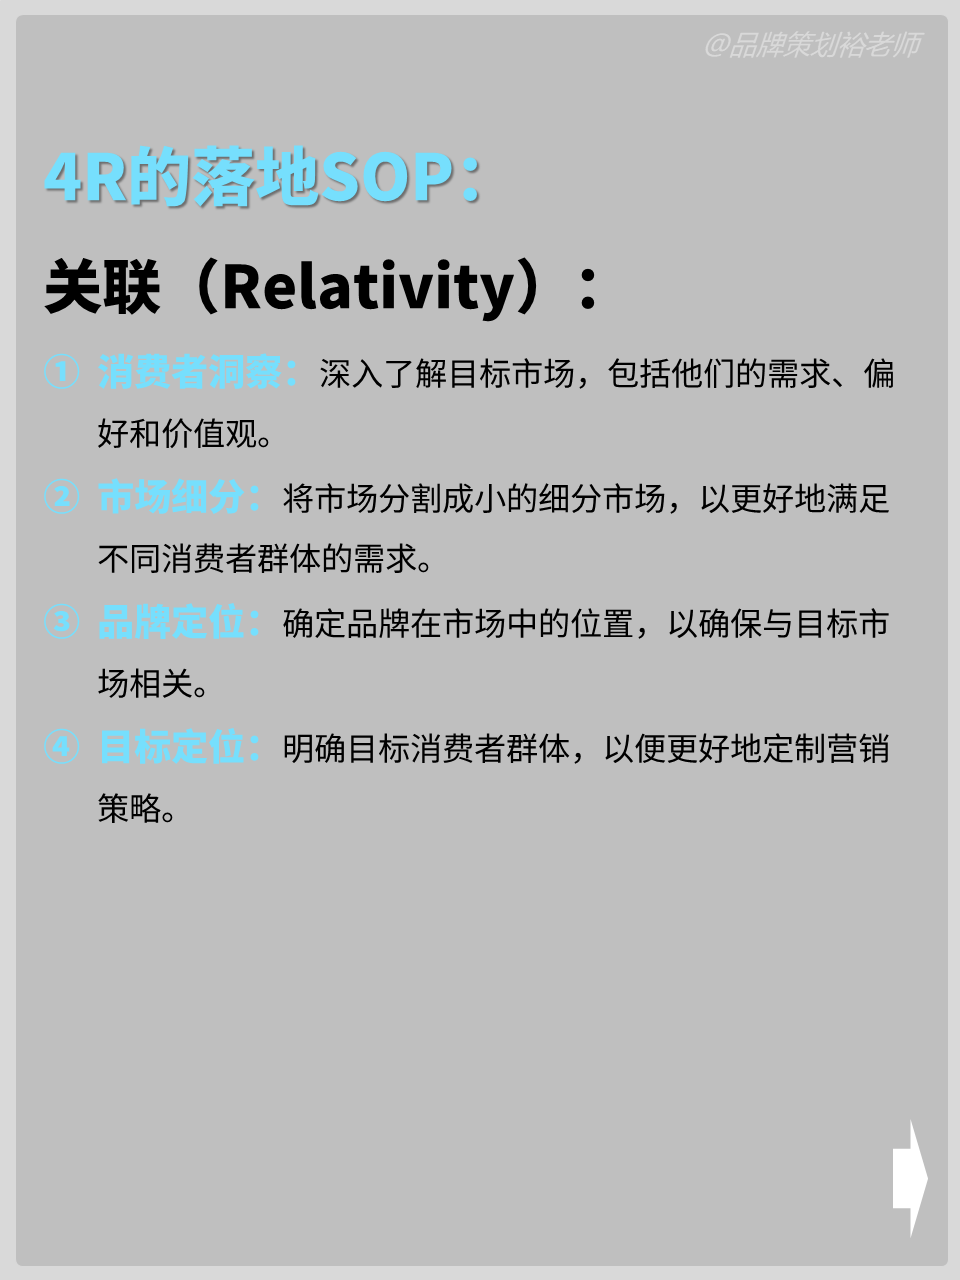 @品牌策划裕老师
4R的落地SOP：
关联（Relativity）：
① 消费者洞察：深入了解目标市场，包括他们的需求、偏
好和价值观。
② 市场细分：将市场分割成小的细分市场，以更好地满足
不同消费者群体的需求。
③ 品牌定位：确定品牌在市场中的位置，以确保与目标市
场相关。
④ 目标定位：明确目标消费者群体，以便更好地定制营销
策略。